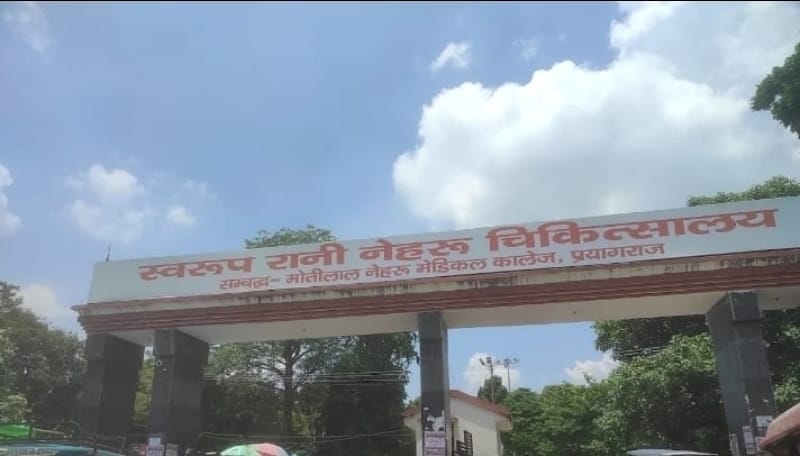 स्वरूप रानी नेहरू चिकित्सालय
सम्बद्ध- मोतीलाल नेहरू मेडिकल कालेज, प्रयागराज